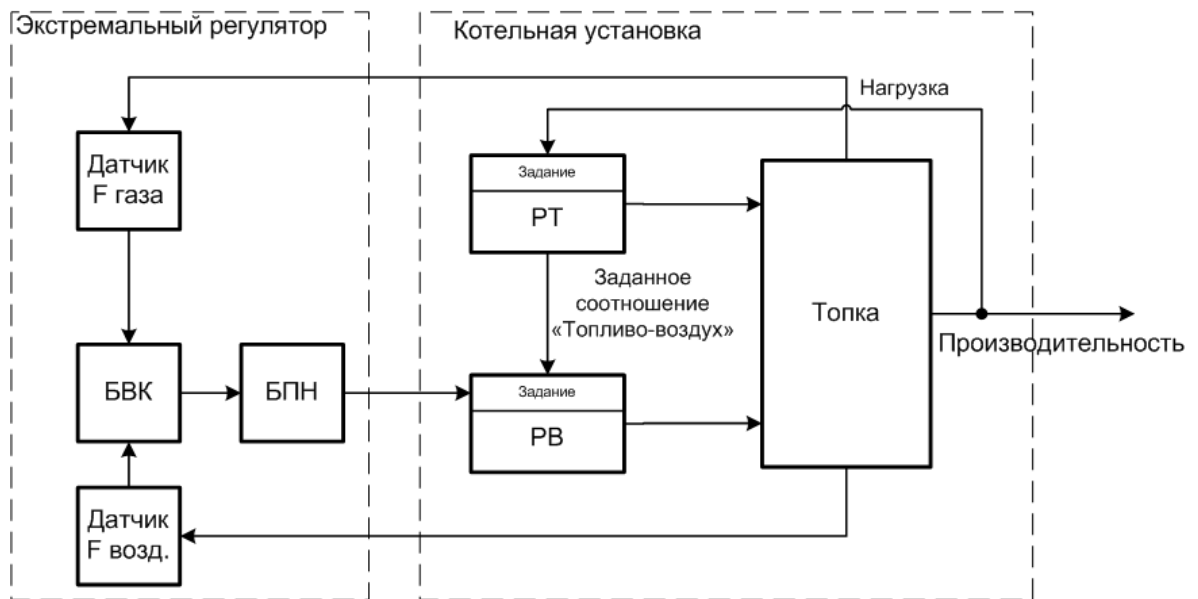 Экстремальный регулятор
Котельная установка
Нагрузка
Датчик
F газа
Задание
РТ
Заданное
соотношение
«Топливо-воздух»
Топка
Производительность
БВК
БПН
Задание
РВ
Датчик
F возд.